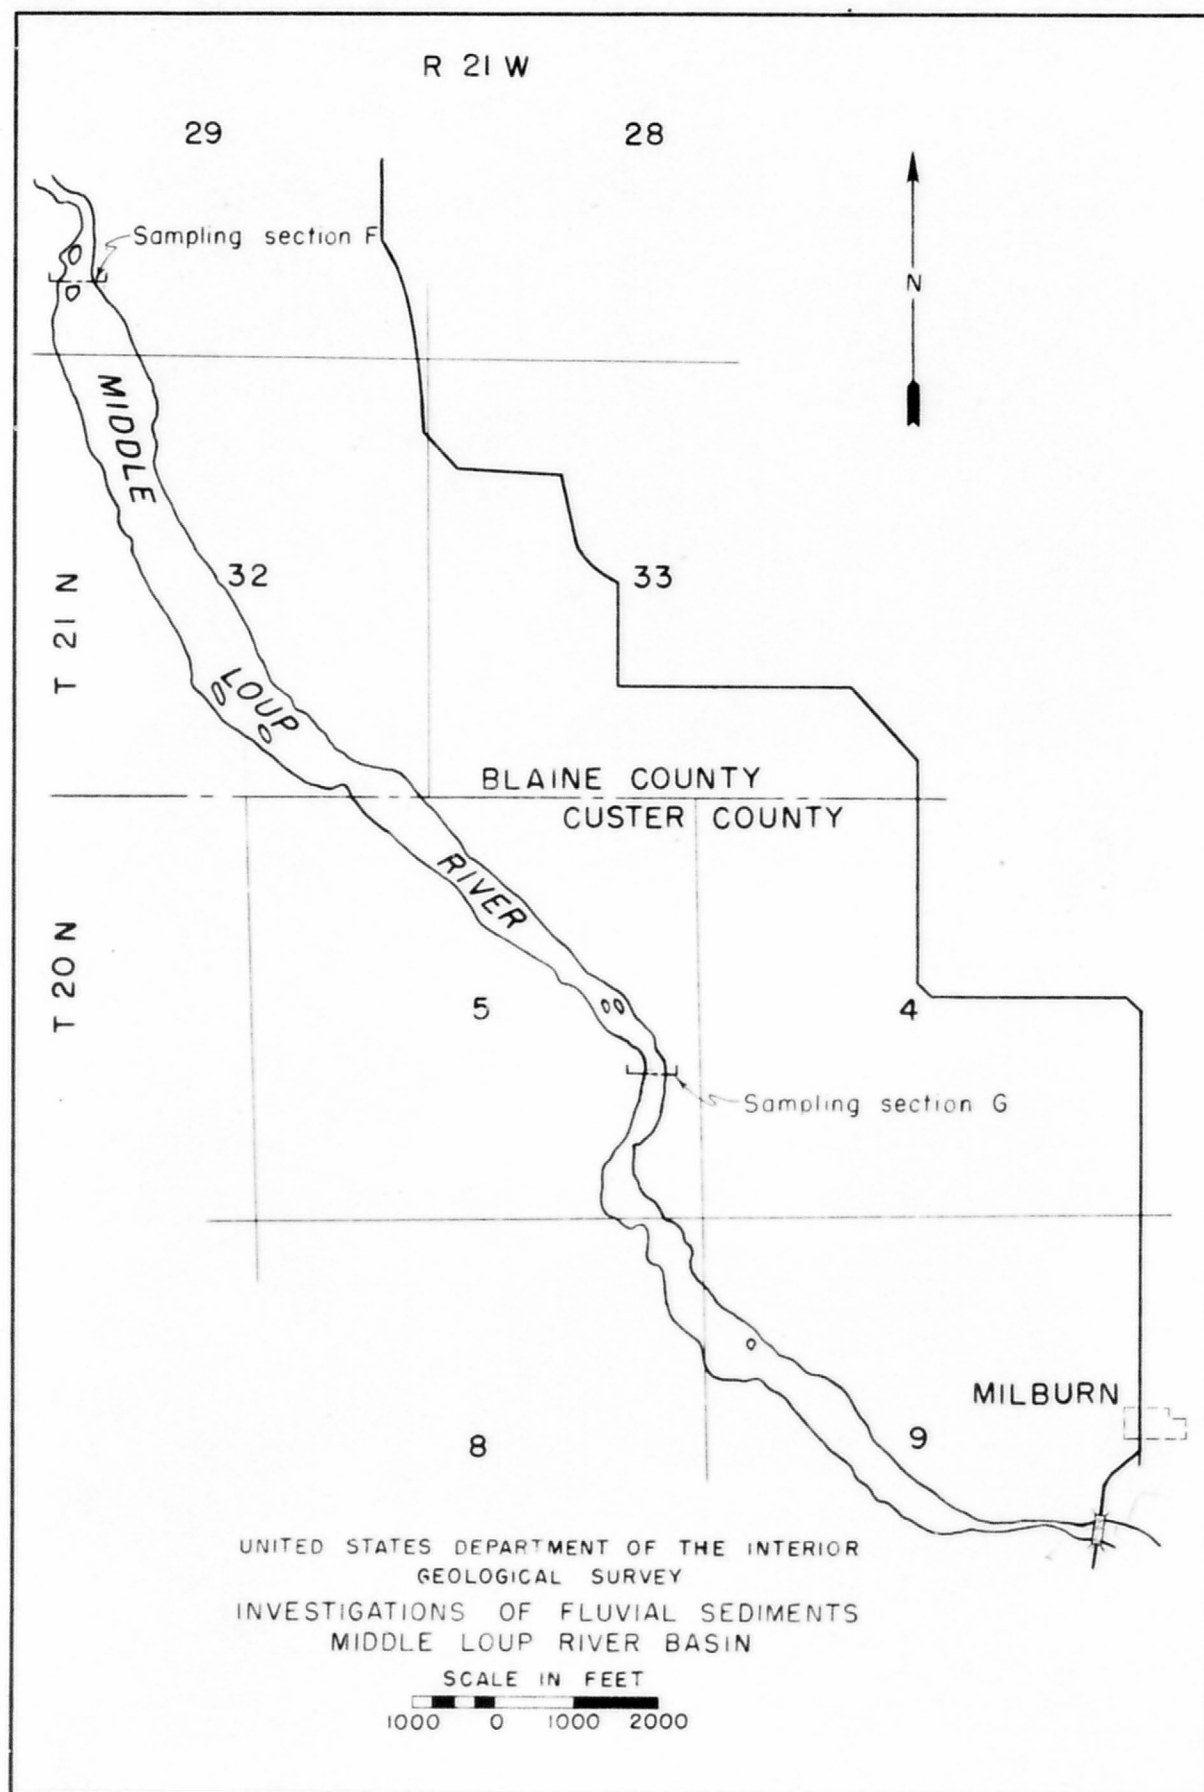 R 21 W
29 28
Sampling section F
N
MIDDLE
32 33
T 21 N
LOUP
BLAINE COUNTY
CUSTER COUNTY
RIVER
T 20 N
5 4
Sampling section G
MILBURN
8 9
UNITED STATES DEPARTMENT OF THE INTERIOR
GEOLOGICAL SURVEY
INVESTIGATIONS OF FLUVIAL SEDIMENTS
MIDDLE LOUP RIVER BASIN
SCALE IN FEET
1000 0 1000 2000